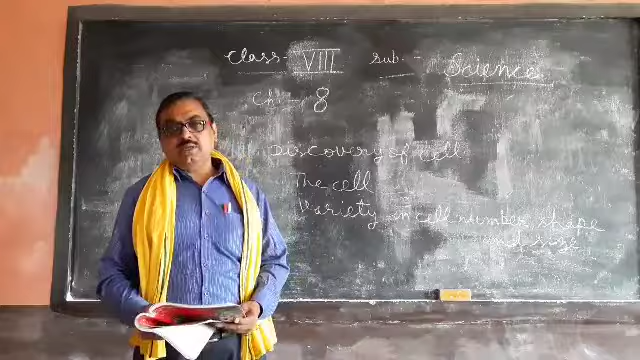 Class - VIII Sub -
Science
Ch - 8
Discovery of cell
The cell
Variety in cell number shape
and size